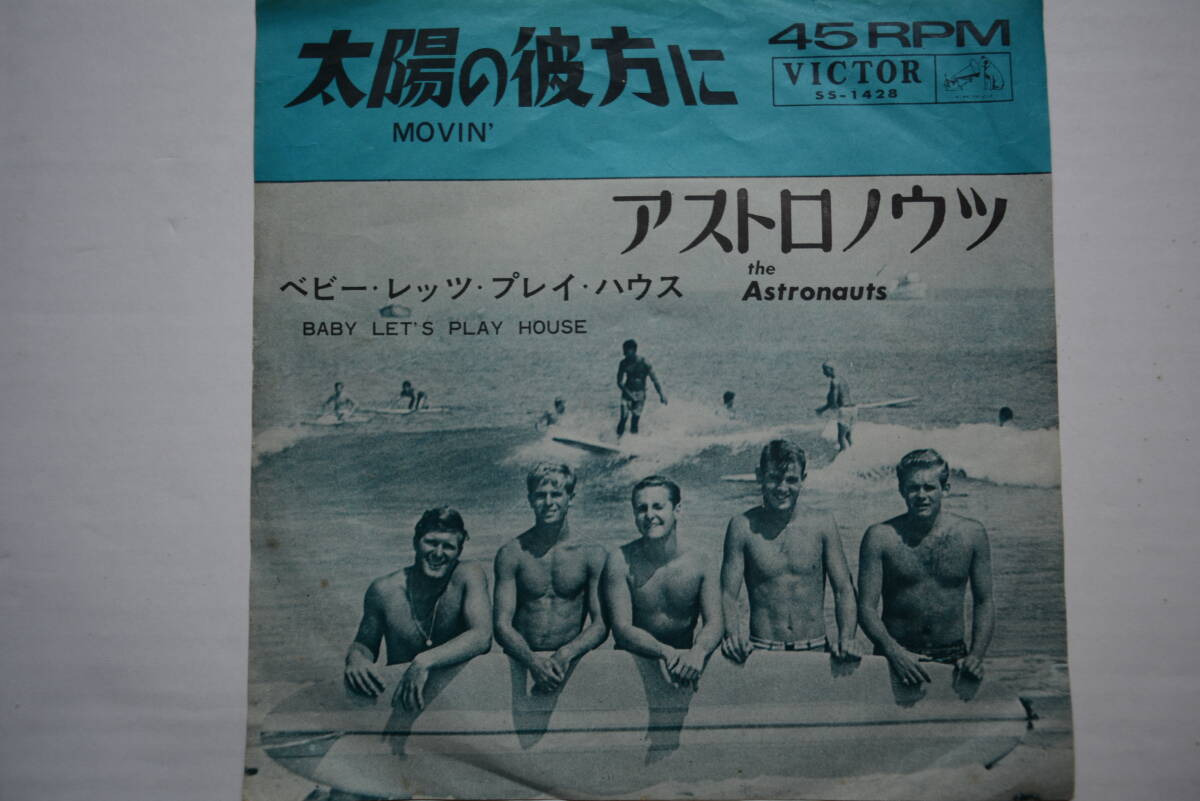 太陽の彼方に
MOVIN'
45 RPM
VICTOR
SS-1428
アストロノウツ
the
Astronauts
ベビー・レッツ・プレイ・ハウス
BABY LET'S PLAY HOUSE